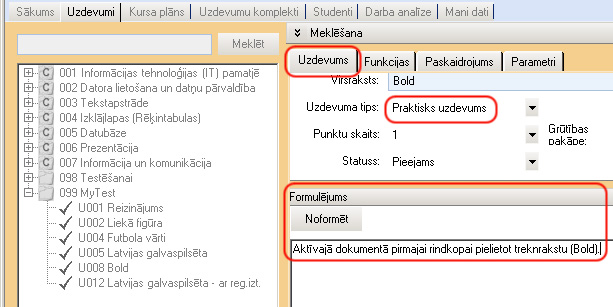 Sākums Uzdevumi Kursa plāns Uzdevumu komplekti Studenti Darba analīze Mani dati
Meklēt
C 001 Informācijas tehnoloģijas (IT) pamatjē
C 002 Datora lietošana un datņu pārvaldība
C 003 Tekstapstrāde
C 004 Izklājlapas (Rēķintabulas)
C 005 Datubāze
C 006 Prezentācija
C 007 Informācija un komunikācija
098 Testēšanai
099 MyTest
U001 Reizinājums
U002 Liekā figūra
U004 Futbola vārti
U005 Latvijas galvaspilsēta
U008 Bold
U012 Latvijas galvaspilsēta - ar reg.izt.
Meklēšana
Uzdevums Funkcijas Paskaidrojums Parametri
Virsraksts: Bold
Uzdevuma tips: Praktisks uzdevums
Punktu skaits: 1
Grūtības
pakāpe:
Statuss: Pieejams
Formulējums
Noformēt
Aktīvajā dokumentā pirmajai rindkopai pielietot treknrakstu (Bold).